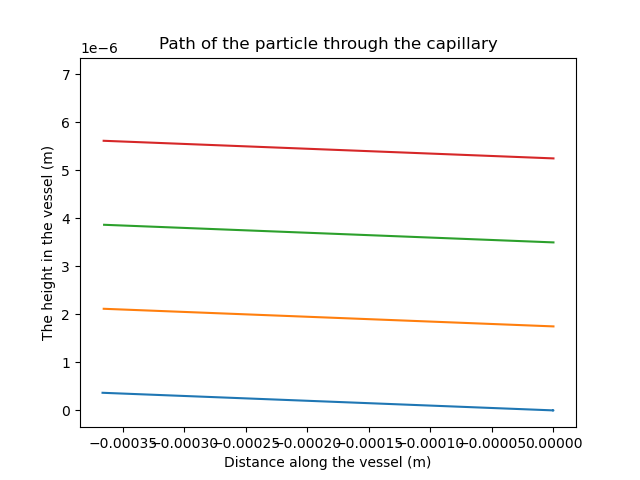 Path of the particle through the capillary
1e−6
7
6
5
4
3
2
1
0
The height in the vessel (m)
−0.00035 −0.00030 −0.00025 −0.00020 −0.00015 −0.00010 −0.00005 0.00000
Distance along the vessel (m)